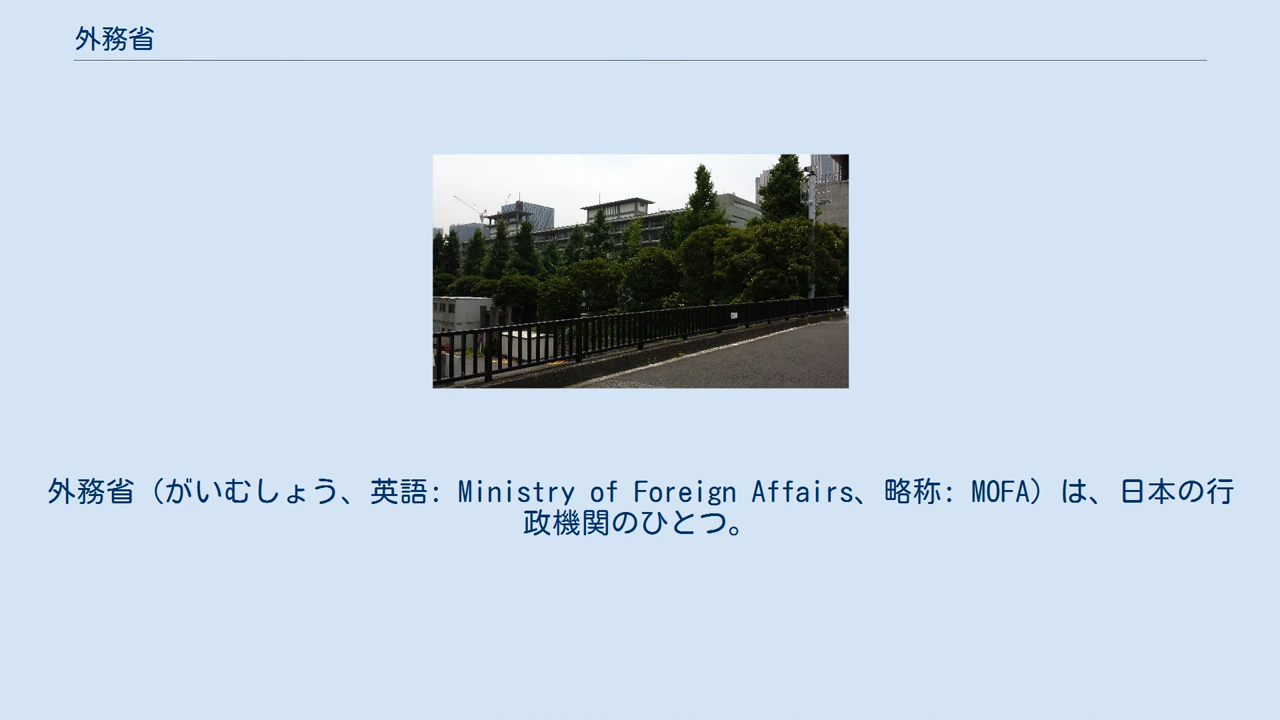 外務省
外務省（がいむしょう、英語: Ministry of Foreign Affairs、略称: MOFA）は、日本の行
政機関のひとつ。